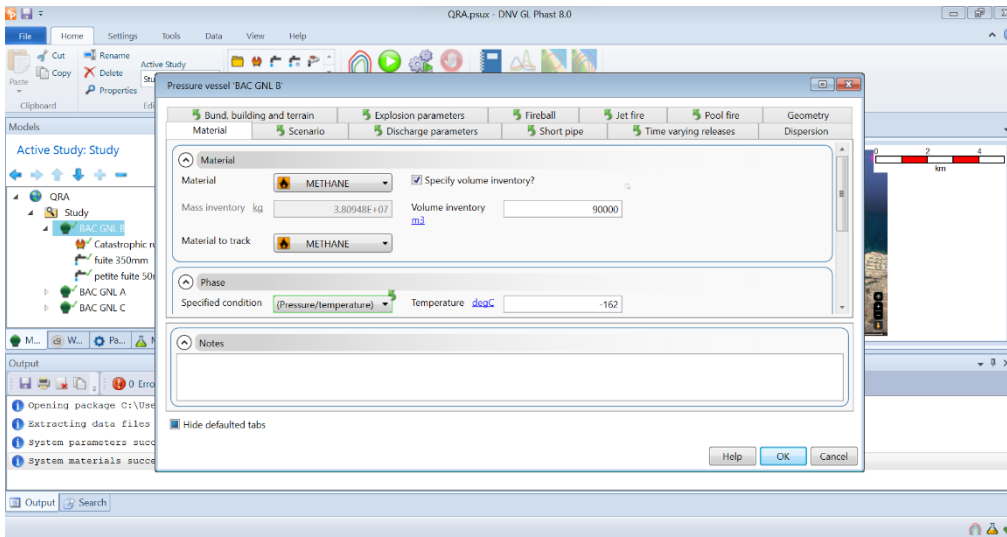 QRA.psux - DNV GL Phast 8.0
File Home Settings Tools Data View Help
Paste
Cut
Copy
Clipboard
Rename
Delete
Properties
Active Study
Models
Active Study: Study
QRA
Study
BAC GNL B
Catastrophic
fuite 350mm
petite fuite
BAC GNL A
BAC GNL C
M... W... Pa...
Pressure vessel 'BAC GNL B'
Bund, building and terrain Explosion parameters Fireball Jet fire Pool fire Geometry
Material Scenario Discharge parameters Short pipe Time varying releases Dispersion
Material
Material METHANE Specify volume inventory?
Mass inventory kg 3.80948E+07 Volume inventory 90000
m3
Material to track METHANE
Phase
Specified condition (Pressure/temperature) Temperature degC -162
Notes
Hide defaulted tabs
Help OK Cancel
0 2 4
km
Output
0 Erro
Opening package C:\Use
Extracting data files
System parameters succ
System materials succe
Output Search